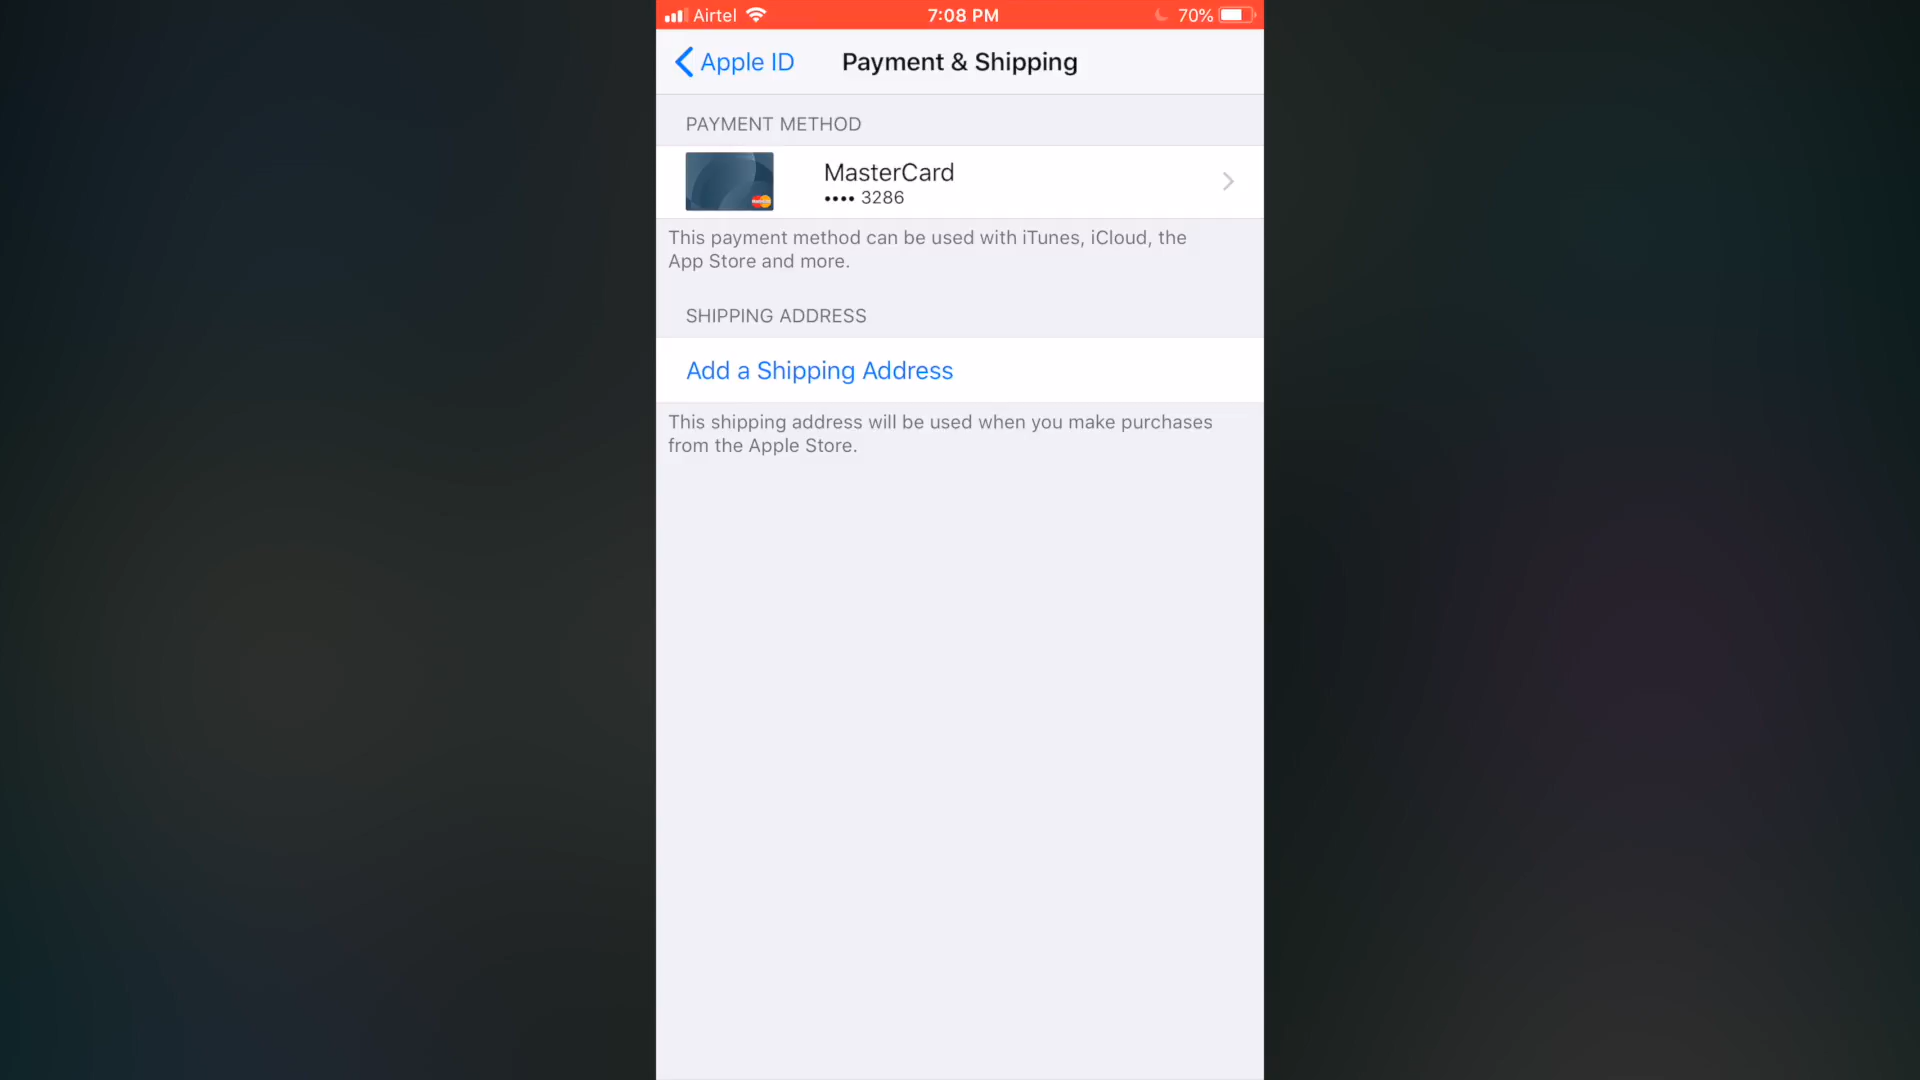 Airtel 7:08 PM 70%
Apple ID Payment & Shipping
PAYMENT METHOD
MasterCard
•••• 3286
This payment method can be used with iTunes, iCloud, the
App Store and more.
SHIPPING ADDRESS
Add a Shipping Address
This shipping address will be used when you make purchases
from the Apple Store.